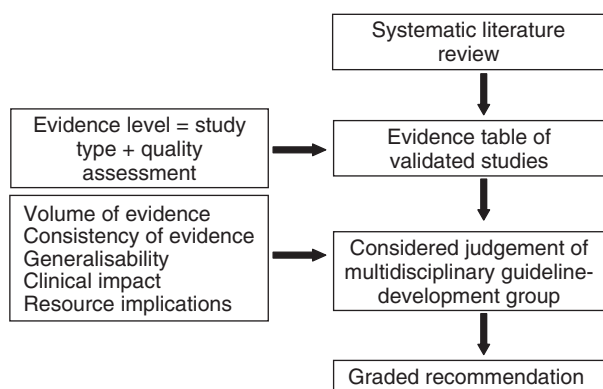 Systematic literature
review
Evidence level = study
type + quality
assessment
Evidence table of
validated studies
Volume of evidence
Consistency of evidence
Generalisability
Clinical impact
Resource implications
Considered judgement of
multidisciplinary guideline-
development group
Graded recommendation